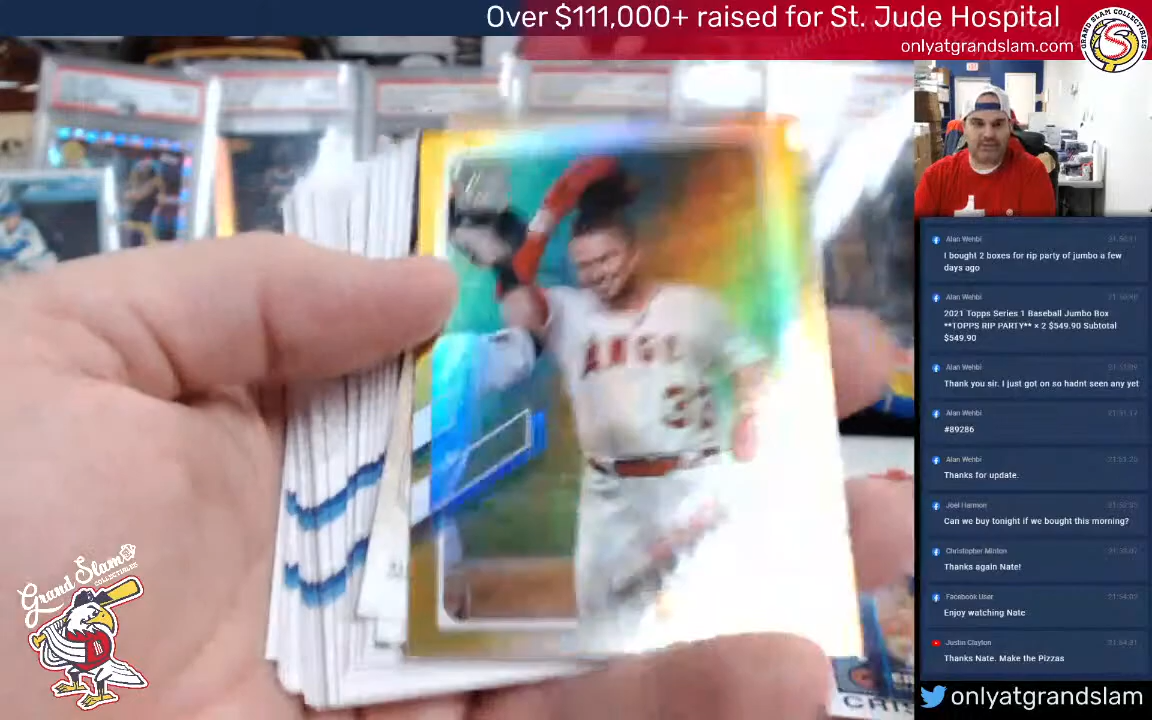 Over $111,000+ raised for St. Jude Hospital
onlyatgrandslam.com
GRAND SLAM COLLECTIBLES
Alan Wehbi
I bought 2 boxes for rip party of jumbo a few
days ago
Alan Wehbi
2021 Topps Series 1 Baseball Jumbo Box
**TOPPS RIP PARTY** × 2 $549.90 Subtotal
$549.90
Alan Wehbi
Thank you sir. I just got on so hadnt seen any yet
Alan Wehbi
#89286
Alan Wehbi
Thanks for update.
Joel Harmon
Can we buy tonight if we bought this morning?
Christopher Minton
Thanks again Nate!
Facebook User
Enjoy watching Nate
Justin Clayton
Thanks Nate. Make the Pizzas
onlyatgrandslam
Grand Slam
COLLECTIBLES
ANG
CHRIS